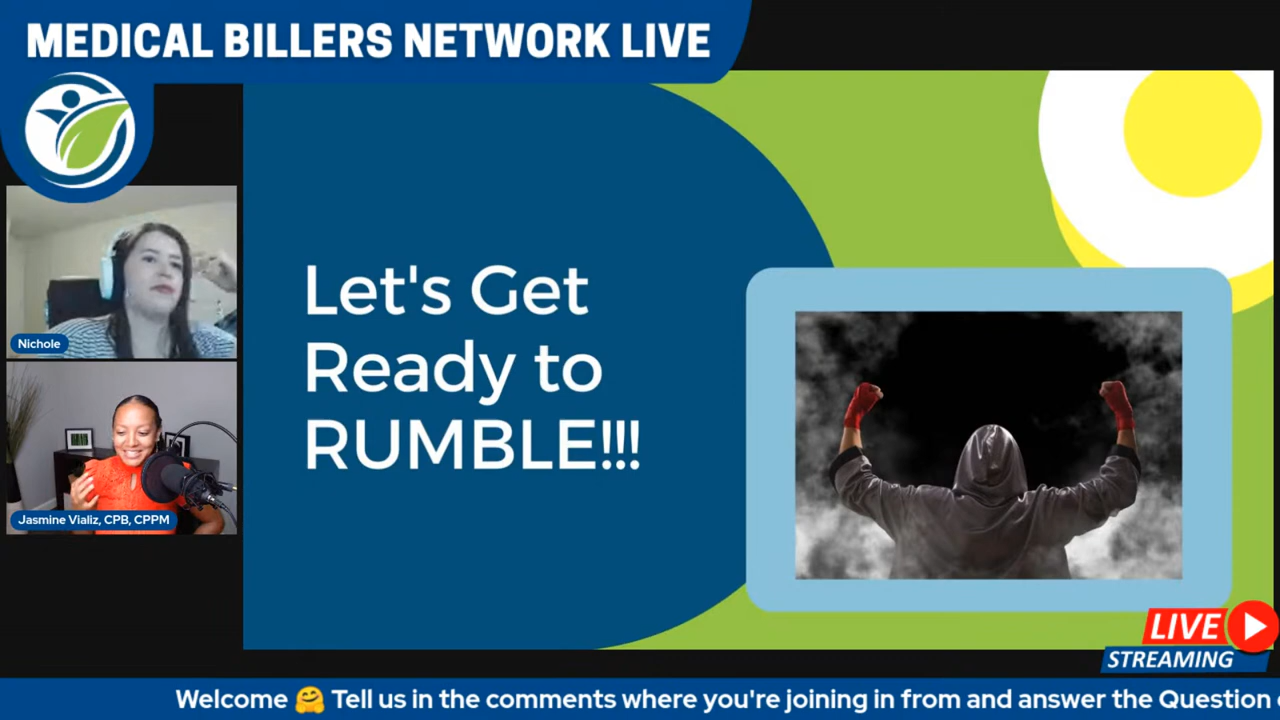 MEDICAL BILLERS NETWORK LIVE
Nichole
Jasmine Vializ, CPB, CPPM
Let's Get
Ready to
RUMBLE!!!
LIVE
STREAMING
Welcome 🤗 Tell us in the comments where you're joining in from and answer the Question